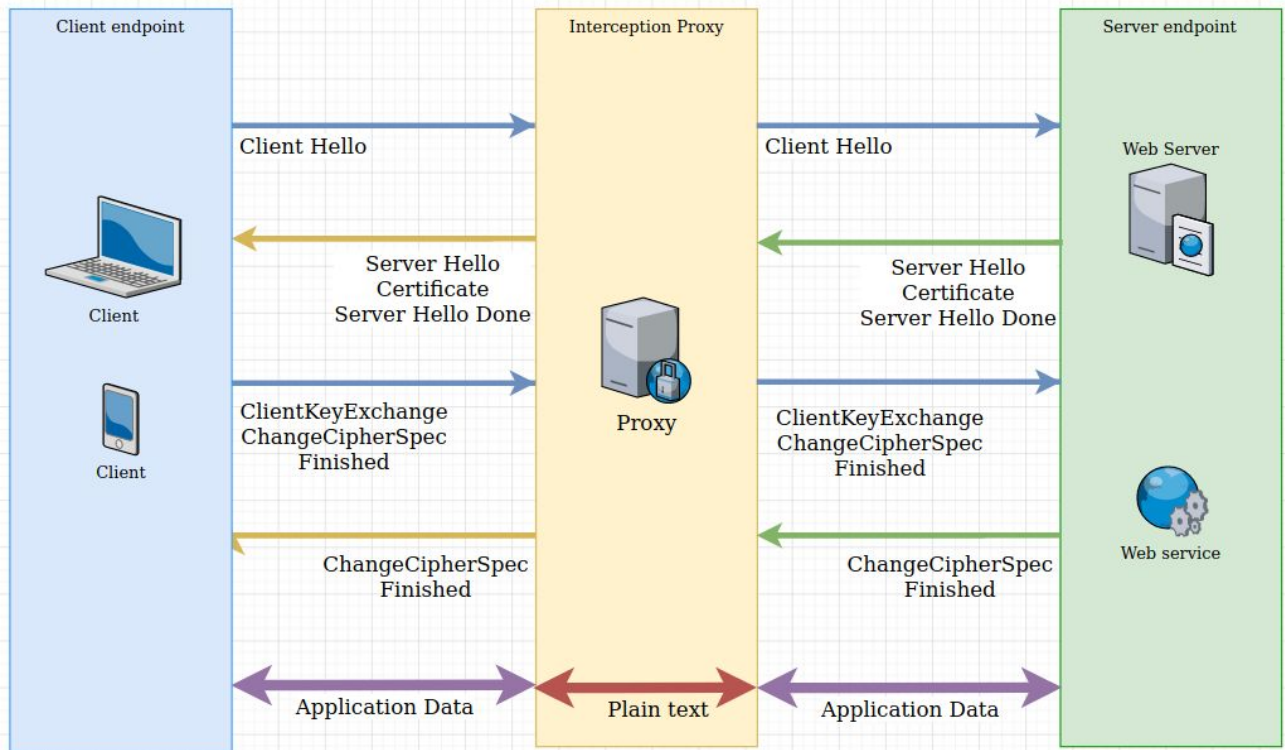 Client endpoint
Interception Proxy
Server endpoint
Client Hello
Client Hello
Web Server
Server Hello
Certificate
Server Hello Done
Server Hello
Certificate
Server Hello Done
Client
Proxy
ClientKeyExchange
ChangeCipherSpec
Finished
ClientKeyExchange
ChangeCipherSpec
Finished
Client
Web service
ChangeCipherSpec
Finished
ChangeCipherSpec
Finished
Application Data
Plain text
Application Data